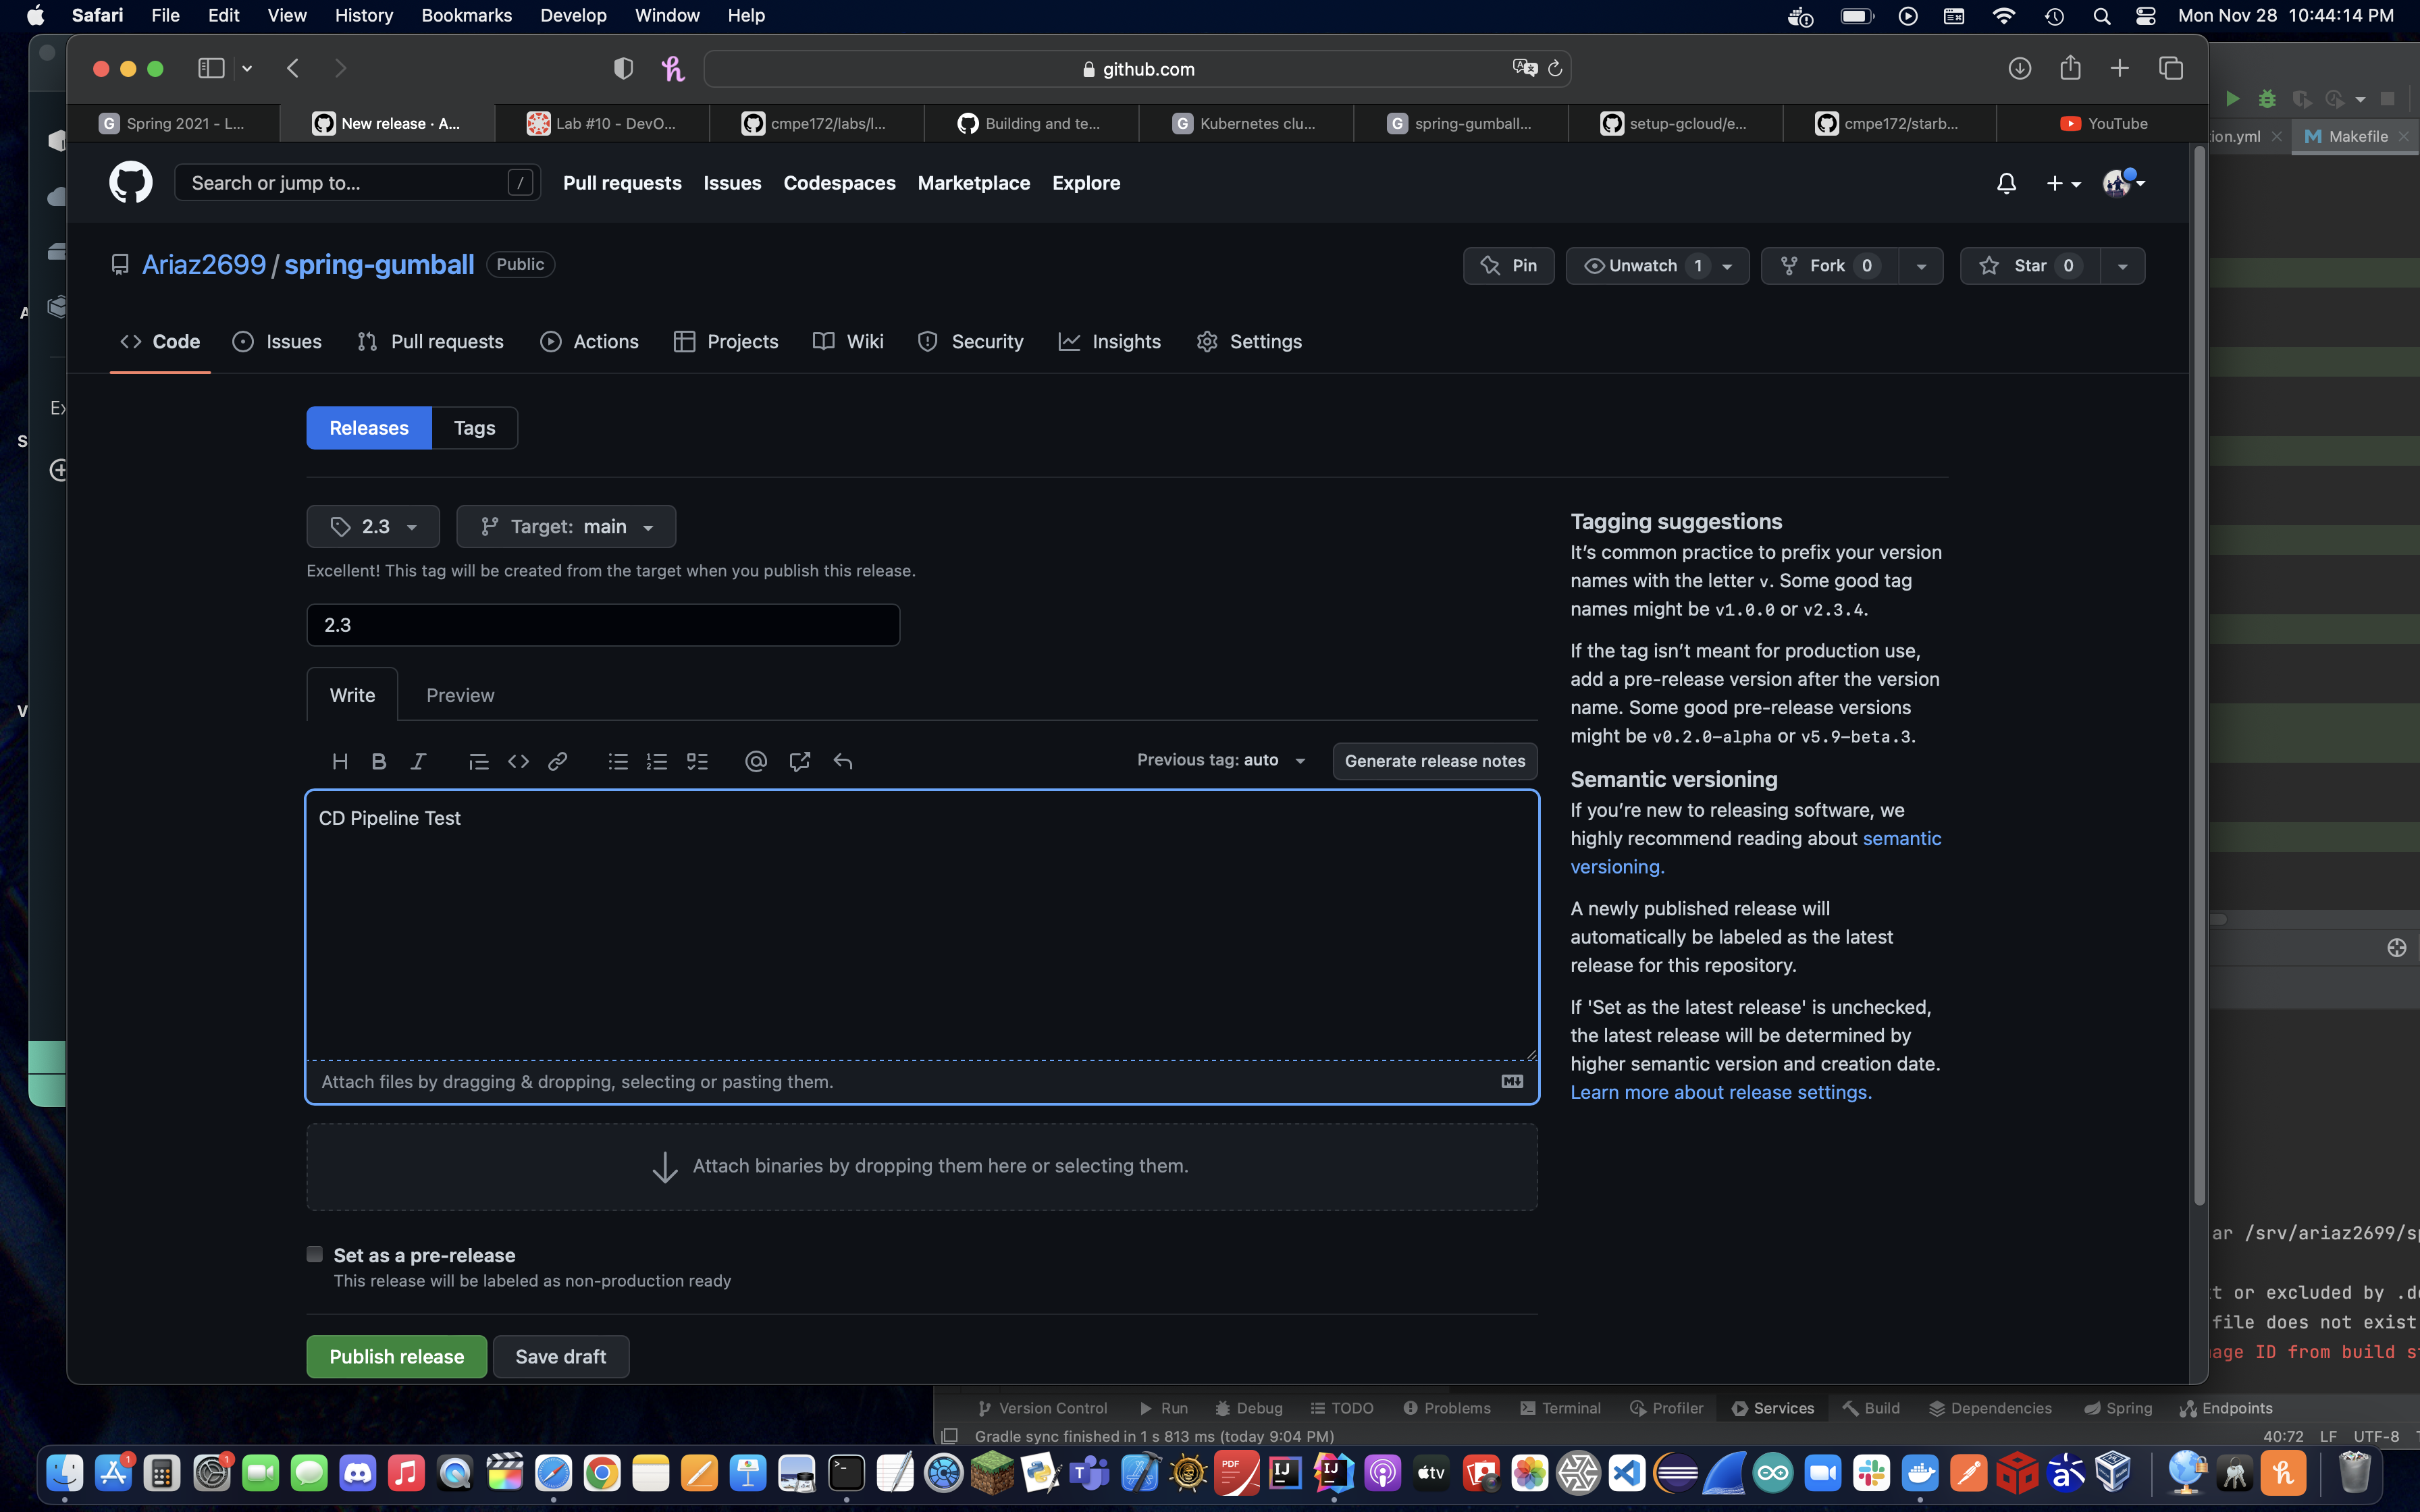 Safari File Edit View History Bookmarks Develop Window Help Mon Nov 28 10:44:14 PM
github.com
Spring 2021 - L... New release · A... Lab #10 - DevO... cmpe172/labs/l... Building and te... Kubernetes clu... spring-gumball... setup-gcloud/e... cmpe172/starb... YouTube
ion.yml Makefile
Search or jump to... / Pull requests Issues Codespaces Marketplace Explore
Ariaz2699 / spring-gumball Public Pin Unwatch 1 Fork 0 Star 0
Code Issues Pull requests Actions Projects Wiki Security Insights Settings
Releases Tags
2.3 Target: main
Excellent! This tag will be created from the target when you publish this release.
2.3
Write Preview
H B I Previous tag: auto Generate release notes
CD Pipeline Test
Attach files by dragging & dropping, selecting or pasting them.
Attach binaries by dropping them here or selecting them.
Set as a pre-release
This release will be labeled as non-production ready
Publish release Save draft
Tagging suggestions
It's common practice to prefix your version
names with the letter v. Some good tag
names might be v1.0.0 or v2.3.4.
If the tag isn't meant for production use,
add a pre-release version after the version
name. Some good pre-release versions
might be v0.2.0-alpha or v5.9-beta.3.
Semantic versioning
If you're new to releasing software, we
highly recommend reading about semantic
versioning.
A newly published release will
automatically be labeled as the latest
release for this repository.
If 'Set as the latest release' is unchecked,
the latest release will be determined by
higher semantic version and creation date.
Learn more about release settings.
ar /srv/ariaz2699/s
t or excluded by .d
file does not exist
age ID from build s
Version Control Run Debug TODO Problems Terminal Profiler Services Build Dependencies Spring Endpoints
Gradle sync finished in 1 s 813 ms (today 9:04 PM) 40:72 LF UTF-8